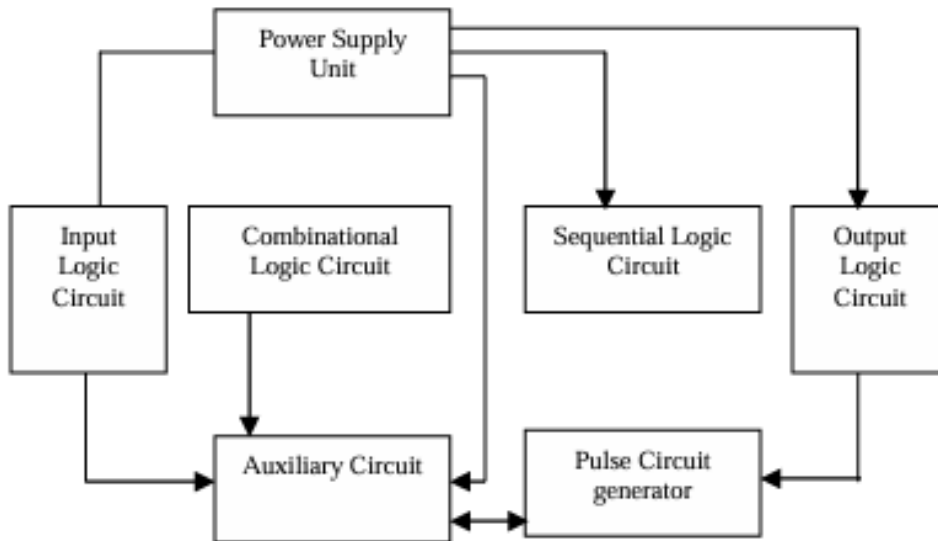 Power Supply
Unit
Input
Logic
Circuit
Combinational
Logic Circuit
Sequential Logic
Circuit
Output
Logic
Circuit
Auxiliary Circuit
Pulse Circuit
generator